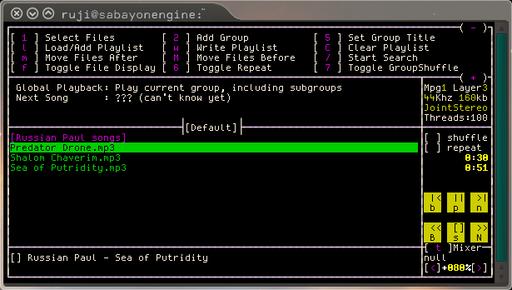 ruji@sabayonengine:~
( - )
[ 1 ] Select Files [ 2 ] Add Group [ 5 ] Set Group Title
[ l ] Load/Add Playlist [ w ] Write Playlist [ C ] Clear Playlist
[ m ] Move Files After [ M ] Move Files Before [ / ] Start Search
[ f ] Toggle File Display [ 6 ] Toggle Repeat [ 7 ] Toggle GroupShuffle
( + )
Global Playback: Play current group, including subgroups
Next Song : ??? (can't know yet)
Mpg1 Layer3
44Khz 160kb
JointStereo
Threads:100
[Default]
[Russian Paul songs]
Predator Drone.mp3
Shalom Chaverim.mp3
Sea of Putridity.mp3
[ ] shuffle
[ ] repeat
0:30
0:51
|< || >|
b p n
<< [] >>
B s N
[] Russian Paul - Sea of Putridity
[ t ]Mixer
null
[<]+080%[>]